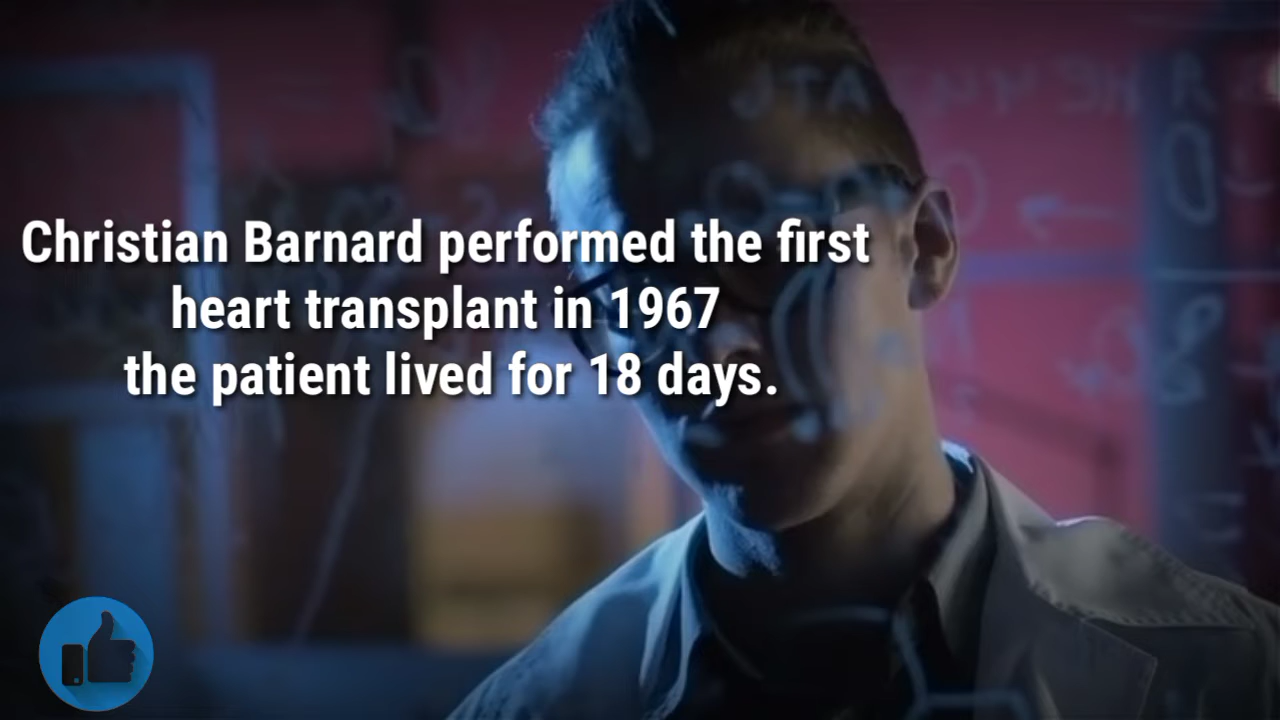 Christian Barnard performed the first
heart transplant in 1967
the patient lived for 18 days.